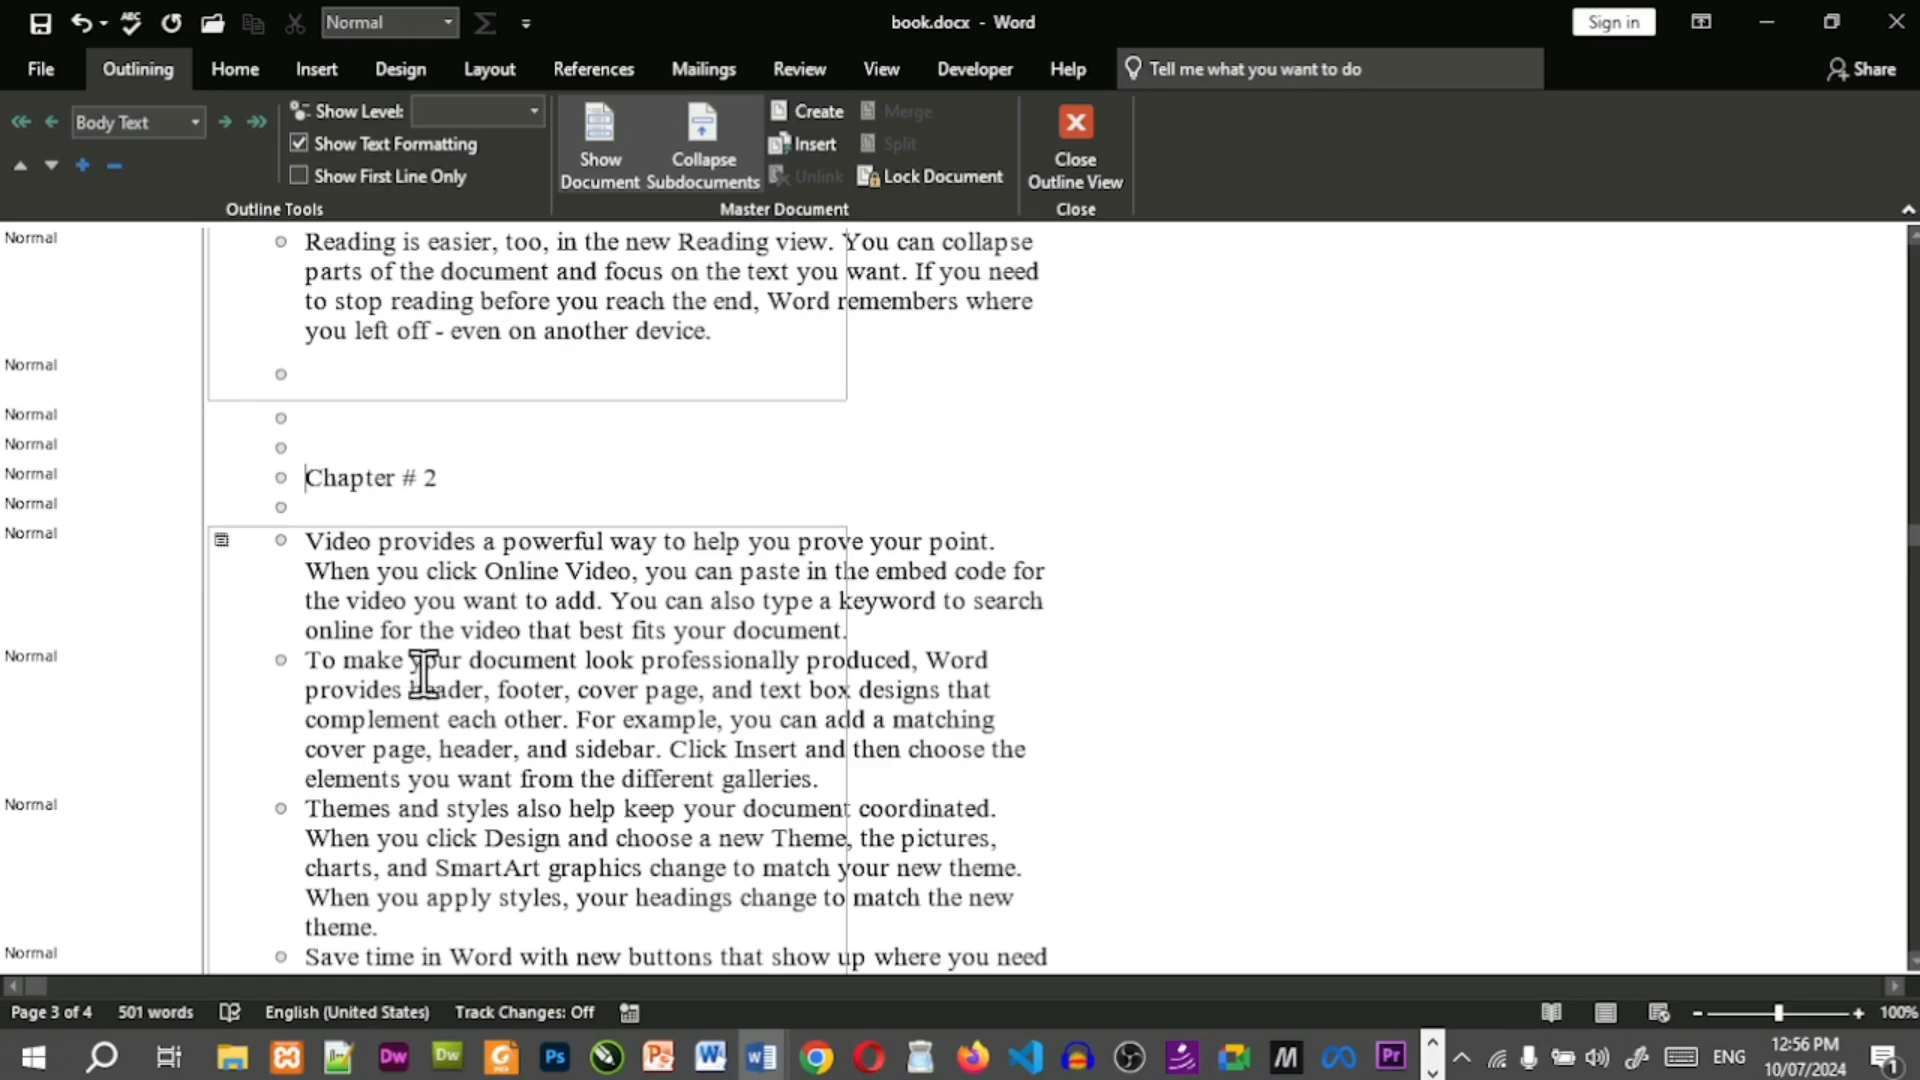 Normal
book.docx - Word
Sign in
File
Outlining
Home
Insert
Design
Layout
References
Mailings
Review
View
Developer
Help
Tell me what you want to do
Share
Body Text
Show Level:
Show Text Formatting
Show First Line Only
Outline Tools
Show
Document
Collapse
Subdocuments
Create
Insert
Unlink
Merge
Split
Lock Document
Master Document
Close
Outline View
Close
Normal
Reading is easier, too, in the new Reading view. You can collapse
parts of the document and focus on the text you want. If you need
to stop reading before you reach the end, Word remembers where
you left off - even on another device.
Normal
Normal
Normal
Normal
Chapter # 2
Normal
Normal
Video provides a powerful way to help you prove your point.
When you click Online Video, you can paste in the embed code for
the video you want to add. You can also type a keyword to search
online for the video that best fits your document.
Normal
To make your document look professionally produced, Word
provides header, footer, cover page, and text box designs that
complement each other. For example, you can add a matching
cover page, header, and sidebar. Click Insert and then choose the
elements you want from the different galleries.
Normal
Themes and styles also help keep your document coordinated.
When you click Design and choose a new Theme, the pictures,
charts, and SmartArt graphics change to match your new theme.
When you apply styles, your headings change to match the new
theme.
Normal
Save time in Word with new buttons that show up where you need
Page 3 of 4
501 words
English (United States)
Track Changes: Off
100%
ENG
12:56 PM
10/07/2024